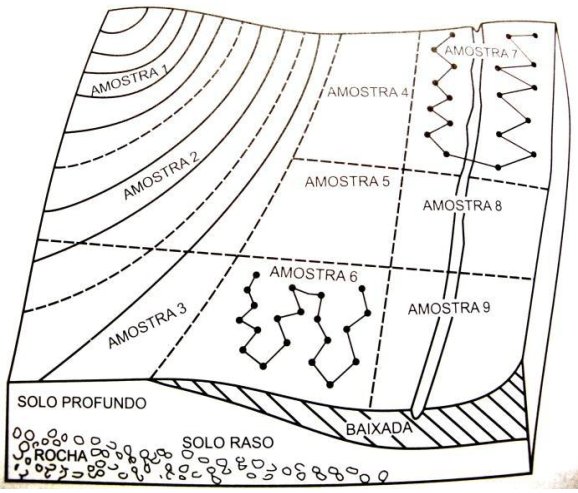 AMOSTRA 1
AMOSTRA 2
AMOSTRA 3
AMOSTRA 4
AMOSTRA 5
AMOSTRA 6
AMOSTRA 7
AMOSTRA 8
AMOSTRA 9
SOLO PROFUNDO
SOLO RASO
ROCHA
BAIXADA